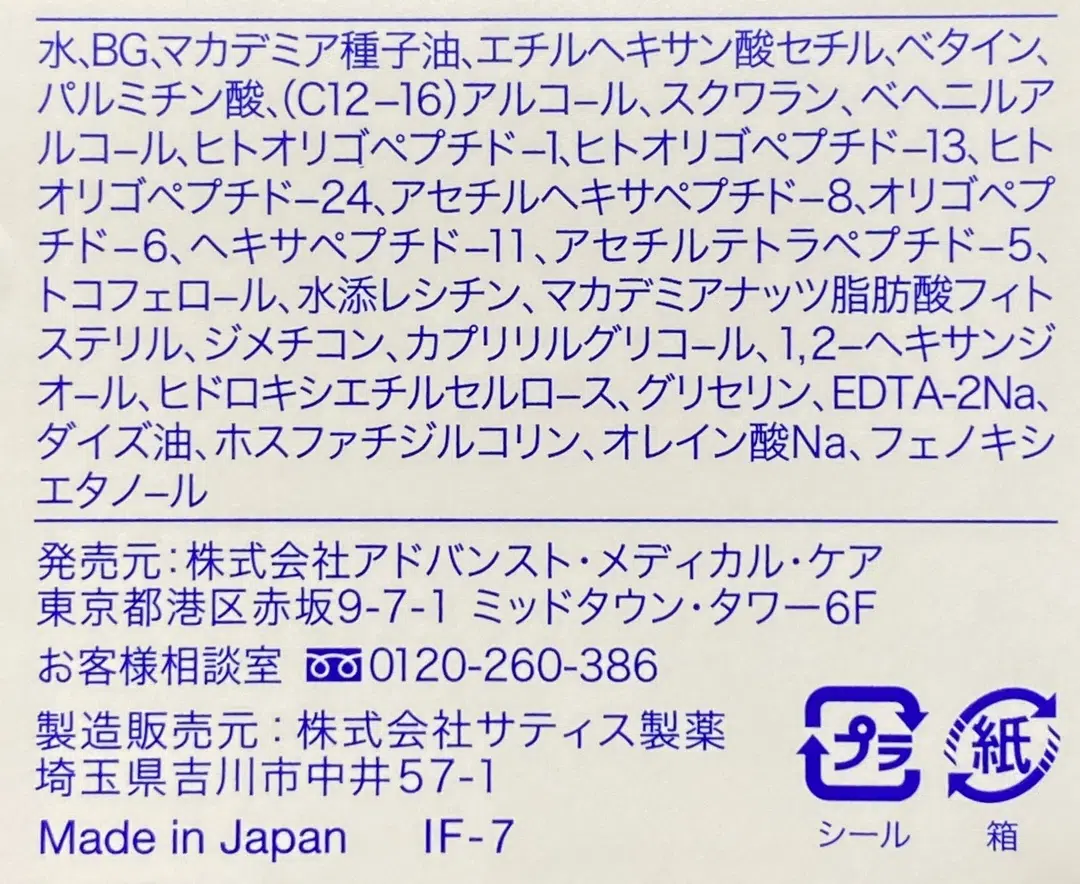 水、BG、マカデミア種子油、エチルヘキサン酸セチル、ベタイン、
パルミチン酸、(C12–16)アルコール、スクワラン、ベヘニルア
ルコール、ヒトオリゴペプチド–1、ヒトオリゴペプチド–13、ヒト
オリゴペプチド–24、アセチルヘキサペプチド–8、オリゴペプ
チド–6、ヘキサペプチド–11、アセチルテトラペプチド–5、
トコフェロール、水添レシチン、マカデミアナッツ脂肪酸フィト
ステリル、ジメチコン、カプリリルグリコール、1,2–ヘキサンジ
オール、ヒドロキシエチルセルロース、グリセリン、EDTA-2Na、
ダイズ油、ホスファチジルコリン、オレイン酸Na、フェノキシ
エタノール
発売元：株式会社アドバンスト・メディカル・ケア
東京都港区赤坂9-7-1 ミッドタウン・タワー6F
お客様相談室 0120-260-386
製造販売元：株式会社サティス製薬
埼玉県吉川市中井57-1
Made in Japan IF-7
プラ 紙
シール 箱